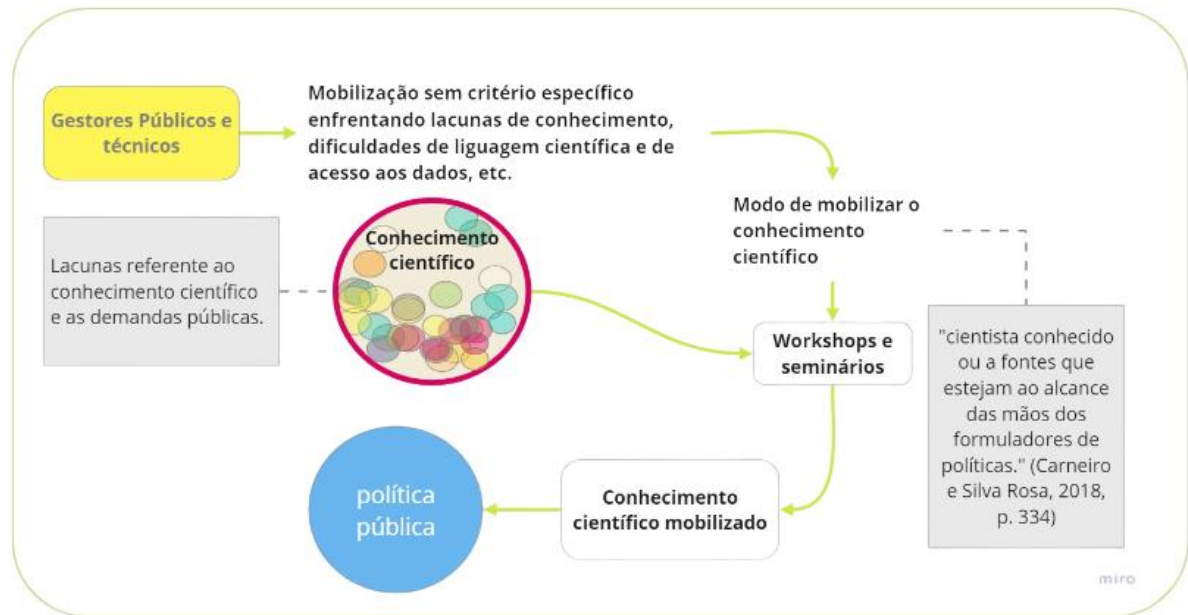 Gestores Públicos e
técnicos
Mobilização sem critério específico
enfrentando lacunas de conhecimento,
dificuldades de liguagem científica e de
acesso aos dados, etc.
Lacunas referente ao
conhecimento científico
e as demandas públicas.
Conhecimento
científico
Modo de mobilizar o
conhecimento
científico
Workshops e
seminários
"cientista conhecido
ou a fontes que
estejam ao alcance
das mãos dos
formuladores de
políticas." (Carneiro
e Silva Rosa, 2018,
p. 334)
Conhecimento
científico mobilizado
política
pública
miro